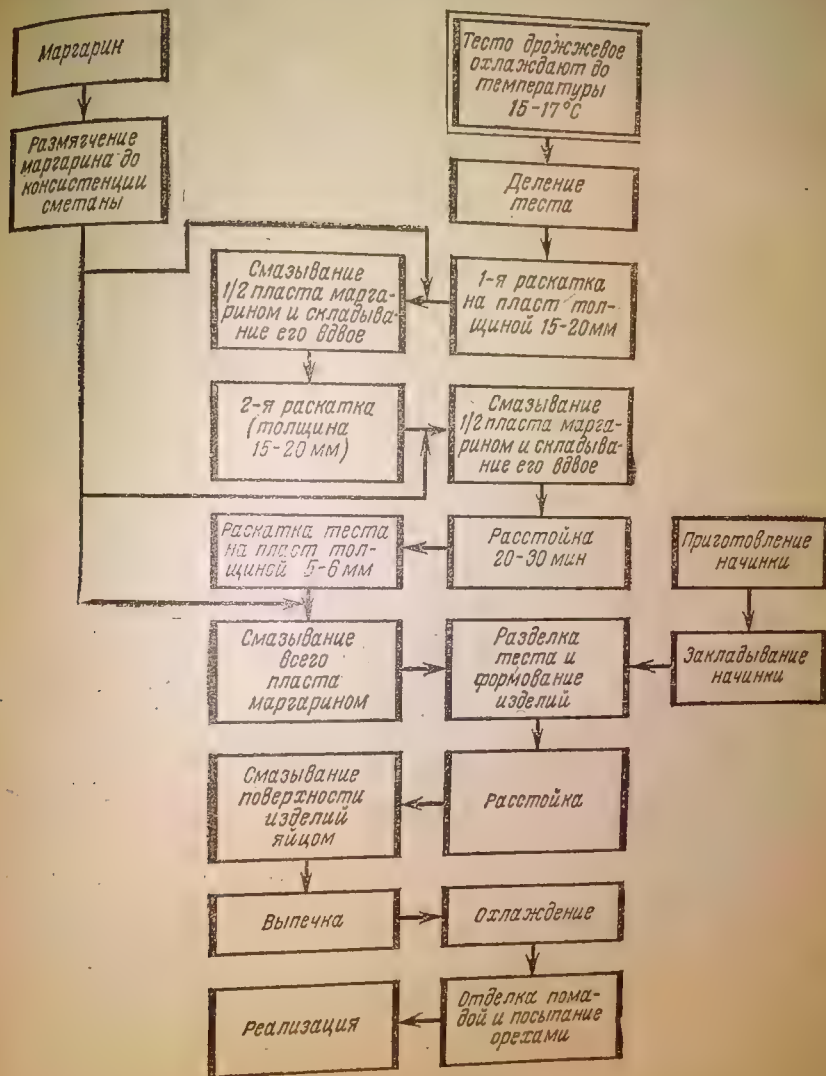 Маргарин
Тесто дрожжевое
охлаждают до
температуры
15-17°С
Размягчение
маргарина до
консистенции
сметаны
Деление
теста
Смазывание
1/2 пласта марга-
рином и складыва-
ние его вдвое
1-я раскатка
на пласт тол-
щиной 15-20мм
2-я раскатка
(толщина
15-20 мм)
Смазывание
1/2 пласта марга-
рином и складыва-
ние его вдвое
Раскатка теста
на пласт тол-
щиной 5-6 мм
Расстойка
20-30 мин
Приготовление
начинки
Смазывание
всего
пласта
маргарином
Разделка
теста и
формование
изделий
Закладывание
начинки
Смазывание
поверхности
изделий
яйцом
Расстойка
Выпечка
Охлаждение
Реализация
Отделка пома-
дой и посыпание
орехами